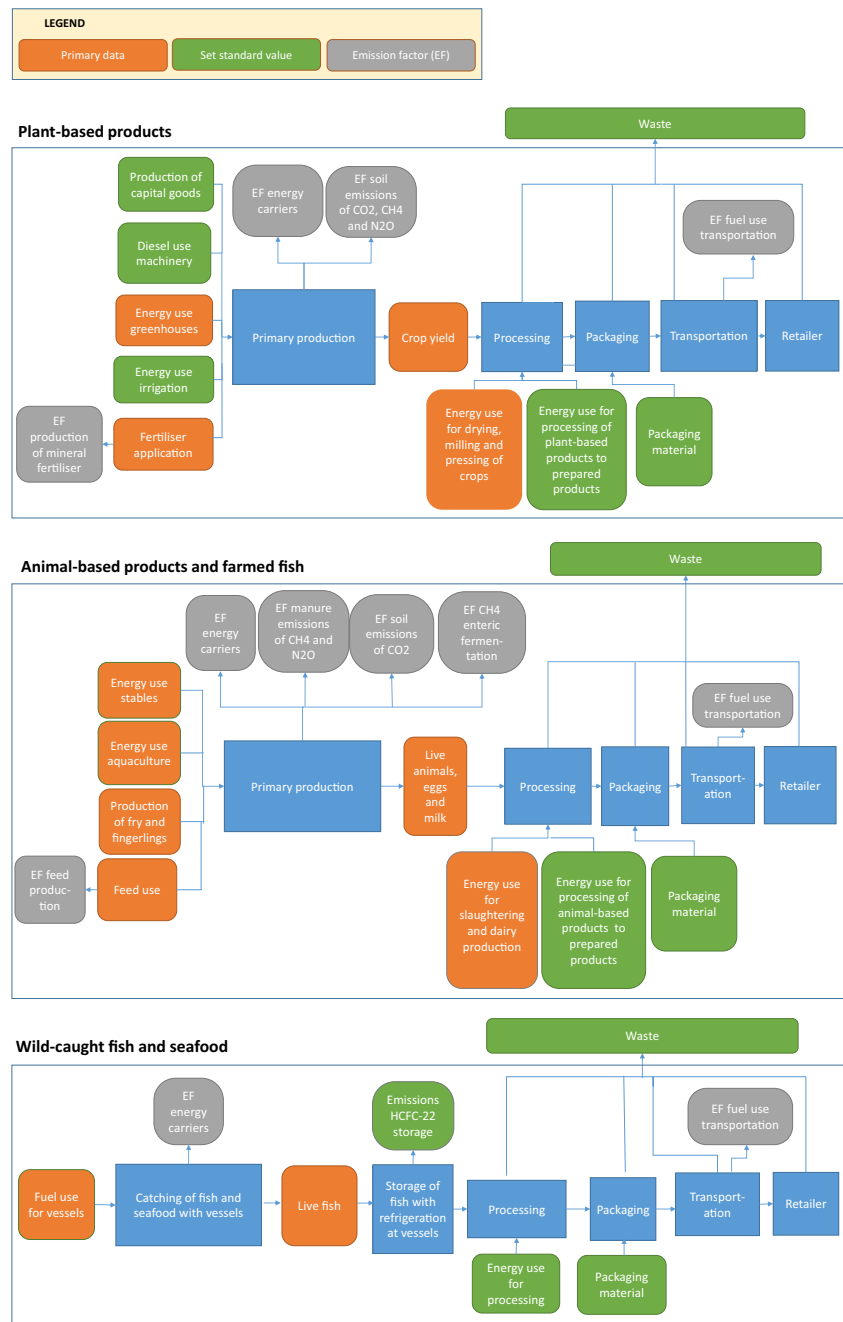 LEGEND
Primary data
Set standard value
Emission factor (EF)
Plant-based products
Waste
Production of
capital goods
EF energy
carriers
EF soil
emissions
of CO2, CH4
and N2O
EF fuel use
transportation
Diesel use
machinery
Energy use
greenhouses
Primary production
Crop yield
Processing
Packaging
Transportation
Retailer
Energy use
irrigation
EF
production
of mineral
fertiliser
Fertiliser
application
Energy use
for drying,
milling and
pressing of
crops
Energy use for
processing of
plant-based
products to
prepared
products
Packaging
material
Animal-based products and farmed fish
Waste
EF
energy
carriers
EF manure
emissions
of CH4 and
N2O
EF soil
emissions
of CO2
EF CH4
enteric
fermen-
tation
Energy use
stables
EF fuel use
transportation
Energy use
aquaculture
Primary production
Live
animals,
eggs
and
milk
Processing
Packaging
Transport-
ation
Retailer
Production
of fry and
fingerlings
EF feed
produc-
tion
Feed use
Energy use
for
slaughtering
and dairy
production
Energy use for
processing of
animal-based
products to
prepared
products
Packaging
material
Wild-caught fish and seafood
Waste
EF
energy
carriers
Emissions
HCFC-22
storage
EF fuel use
transportation
Fuel use
for vessels
Catching of fish and
seafood with vessels
Live fish
Storage of
fish with
refrigeration
at vessels
Processing
Packaging
Transport-
ation
Retailer
Energy use
for
processing
Packaging
material